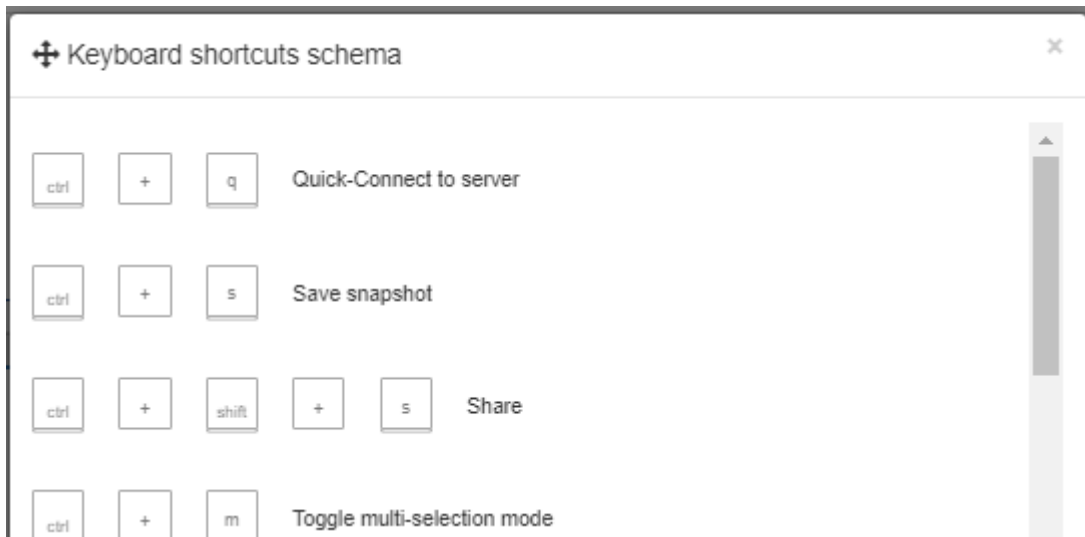 Keyboard shortcuts schema ×
ctrl + q Quick-Connect to server
ctrl + s Save snapshot
ctrl + shift + s Share
ctrl + m Toggle multi-selection mode